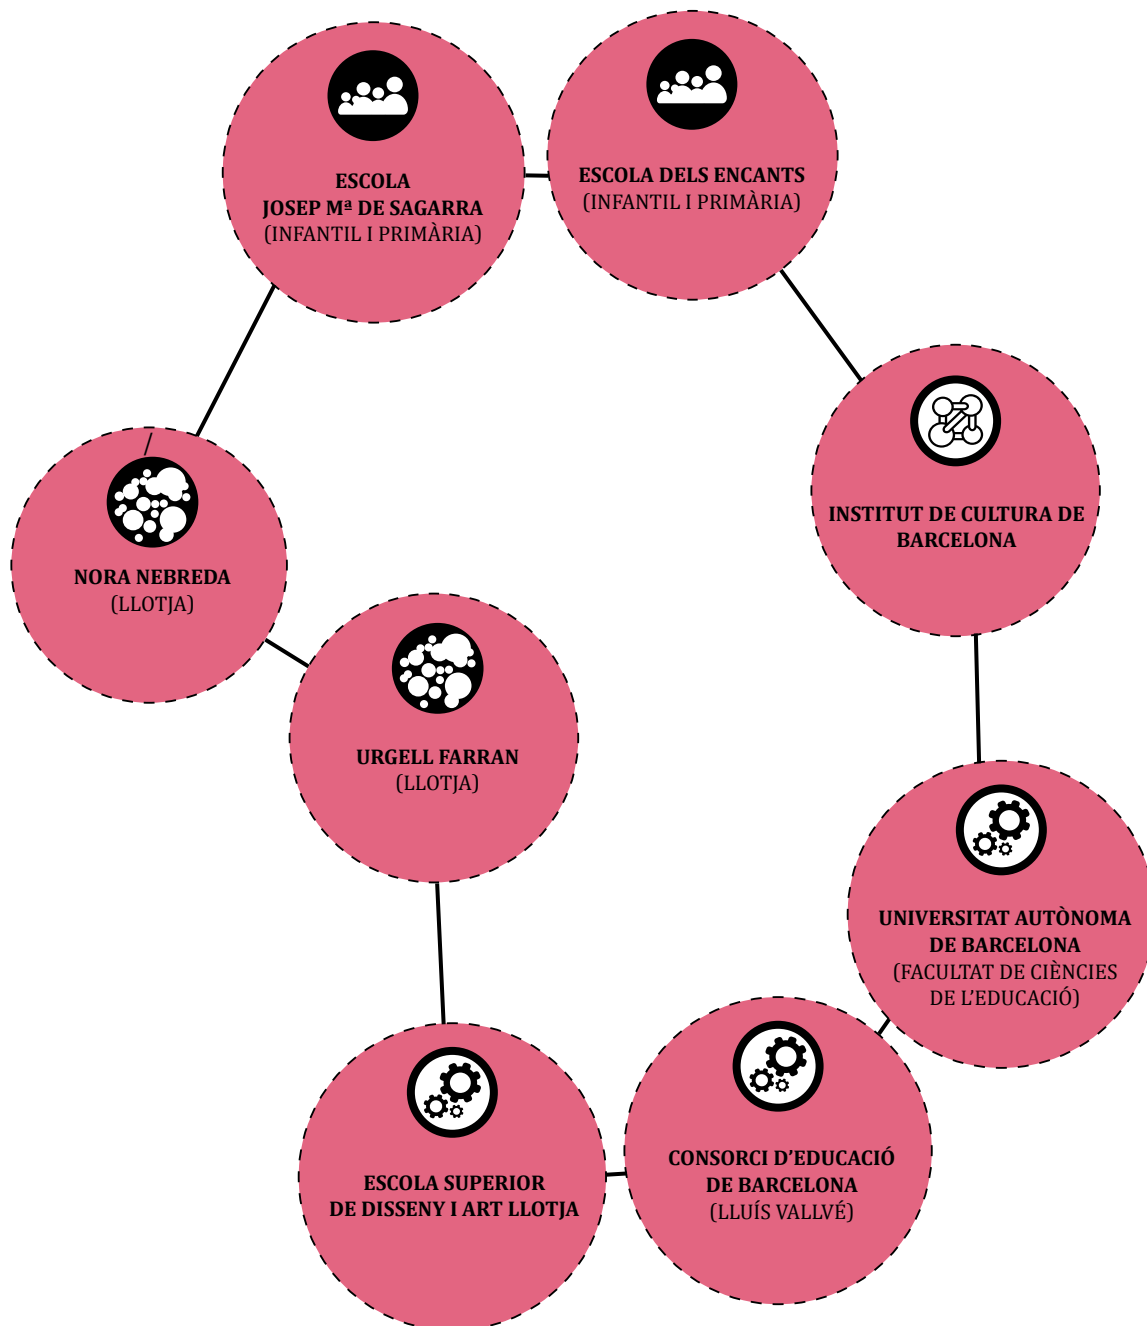 ESCOLA
JOSEP Mª DE SAGARRA
(INFANTIL I PRIMÀRIA)
ESCOLA DELS ENCANTS
(INFANTIL I PRIMÀRIA)
INSTITUT DE CULTURA DE
BARCELONA
NORA NEBREDA
(LLOTJA)
URGELL FARRAN
(LLOTJA)
UNIVERSITAT AUTÒNOMA
DE BARCELONA
(FACULTAT DE CIÈNCIES
DE L’EDUCACIÓ)
ESCOLA SUPERIOR
DE DISSENY I ART LLOTJA
CONSORCI D’EDUCACIÓ
DE BARCELONA
(LLUÍS VALLVÉ)